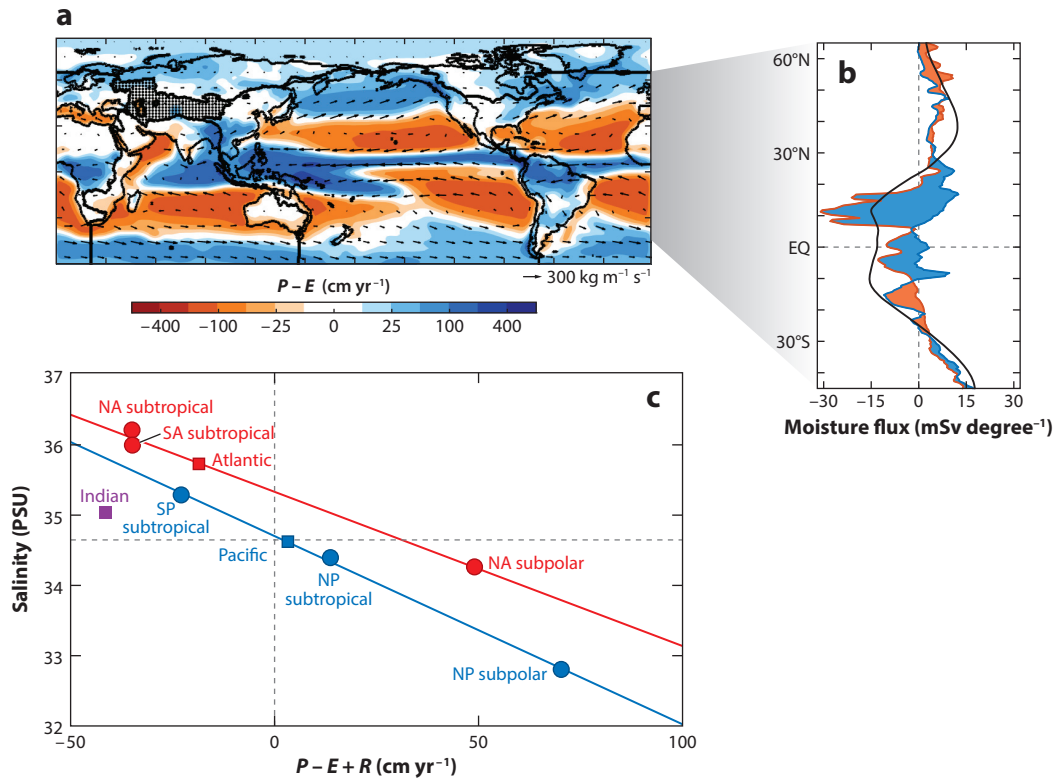 a
300 kg m⁻¹ s⁻¹
P – E (cm yr⁻¹)
−400 −100 −25 0 25 100 400
b
60°N
30°N
EQ
30°S
−30 −15 0 15 30
Moisture flux (mSv degree⁻¹)
c
37
36
35
34
33
32
Salinity (PSU)
NA subtropical
SA subtropical
Atlantic
Indian
SP
subtropical
Pacific
NP
subtropical
NA subpolar
NP subpolar
−50 0 50 100
P – E + R (cm yr⁻¹)